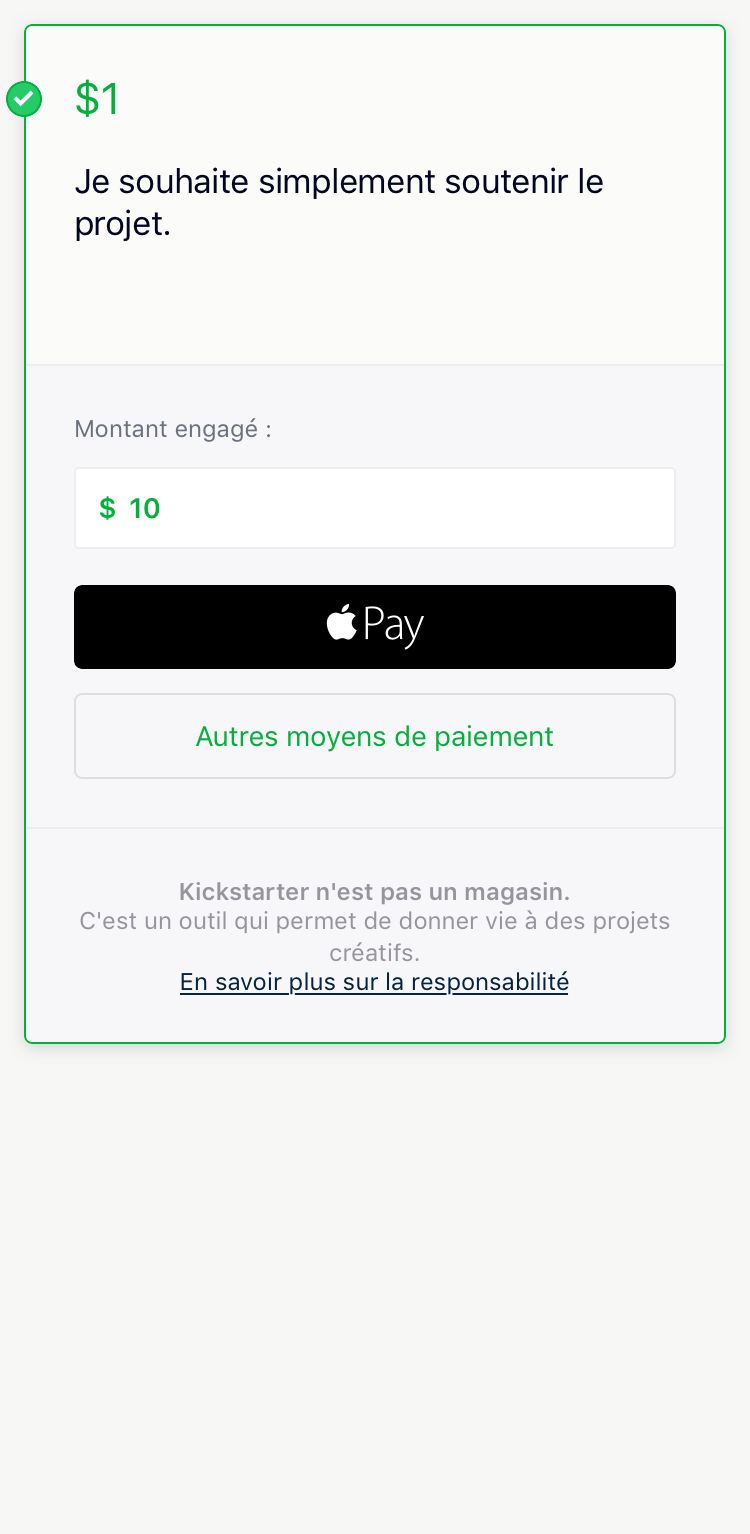 $1
Je souhaite simplement soutenir le
projet.
Montant engagé :
$ 10
Pay
Autres moyens de paiement
Kickstarter n'est pas un magasin.
C'est un outil qui permet de donner vie à des projets
créatifs.
En savoir plus sur la responsabilité